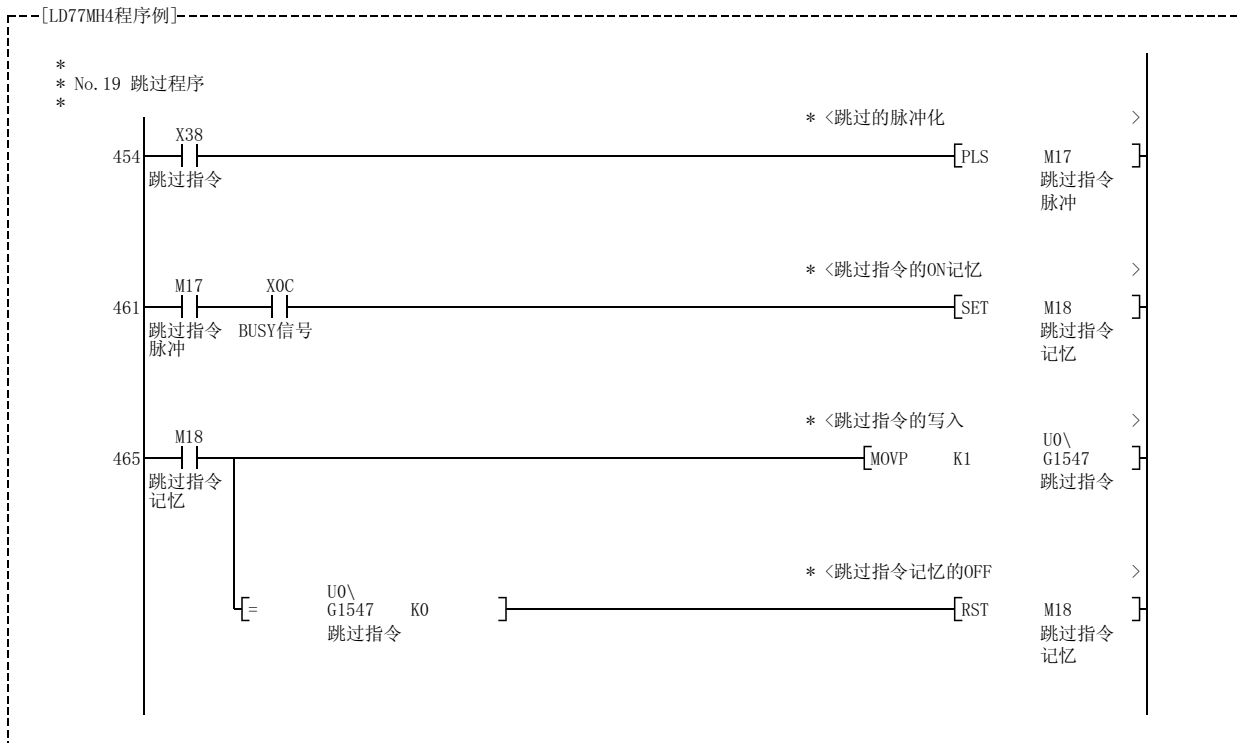 [LD77MH4程序例]
*
* No.19 跳过程序
*
* <跳过的脉冲化 >
X38
454 [PLS M17 ]
跳过指令 跳过指令
脉冲
* <跳过指令的ON记忆 >
M17 X0C
461 [SET M18 ]
跳过指令 BUSY信号 跳过指令
脉冲 记忆
* <跳过指令的写入 >
M18 U0\
465 [MOVP K1 G1547 ]
跳过指令 跳过指令
记忆
* <跳过指令记忆的OFF >
U0\
[= G1547 K0 ] [RST M18 ]
跳过指令 跳过指令
记忆